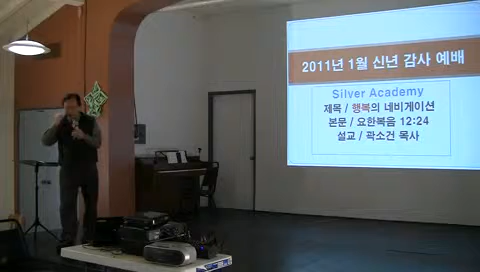 2011년 1월 신년 감사 예배
Silver Academy
제목 / 행복의 네비게이션
본문 / 요한복음 12:24
설교 / 곽소건 목사